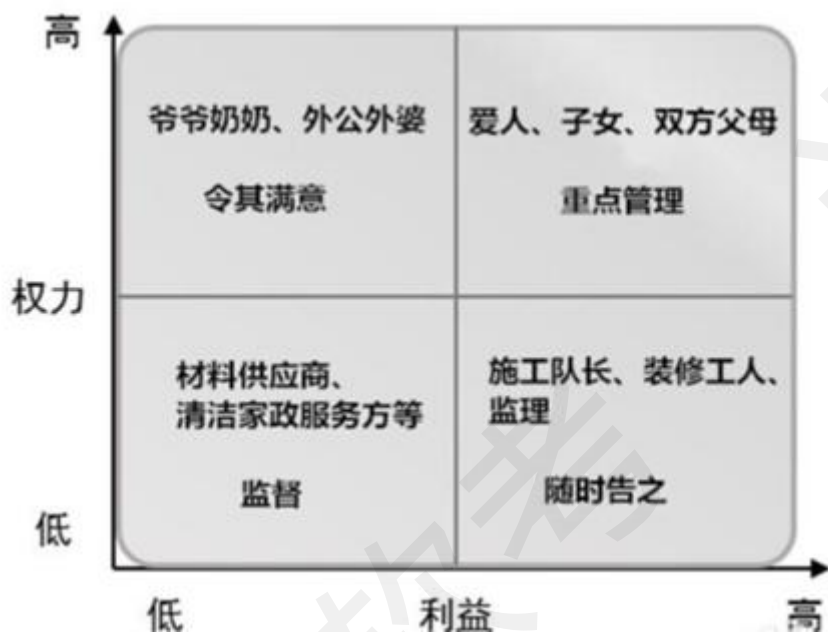 高
爷爷奶奶、外公外婆
令其满意
爱人、子女、双方父母
重点管理
权力
材料供应商、
清洁家政服务方等
监督
施工队长、装修工人、
监理
随时告之
低
低
利益
高